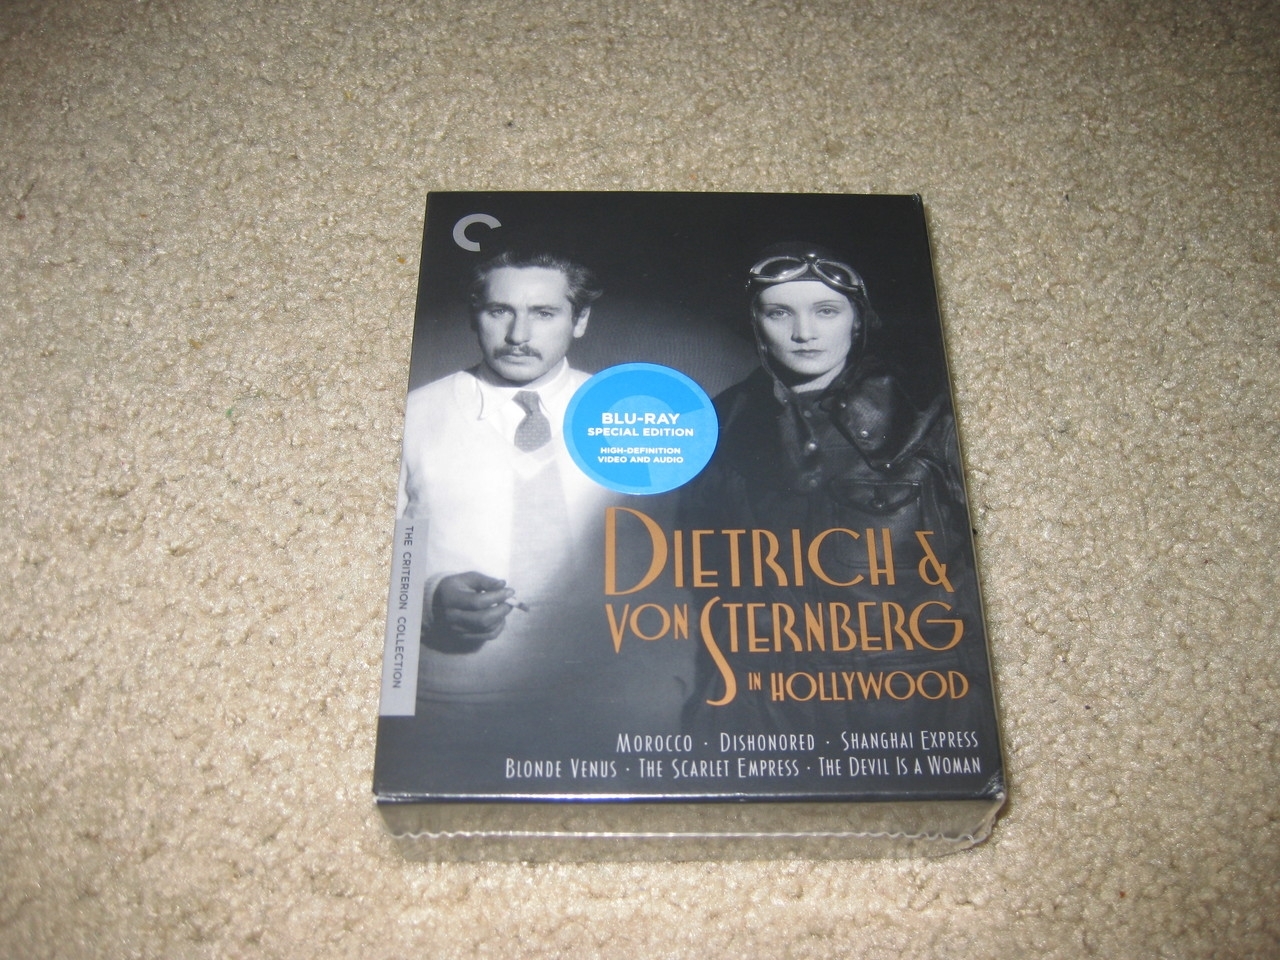 BLU-RAY
SPECIAL EDITION
HIGH-DEFINITION
VIDEO AND AUDIO
THE CRITERION COLLECTION
DIETRICH &
VON STERNBERG
IN HOLLYWOOD
MOROCCO · DISHONORED · SHANGHAI EXPRESS
BLONDE VENUS · THE SCARLET EMPRESS · THE DEVIL IS A WOMAN